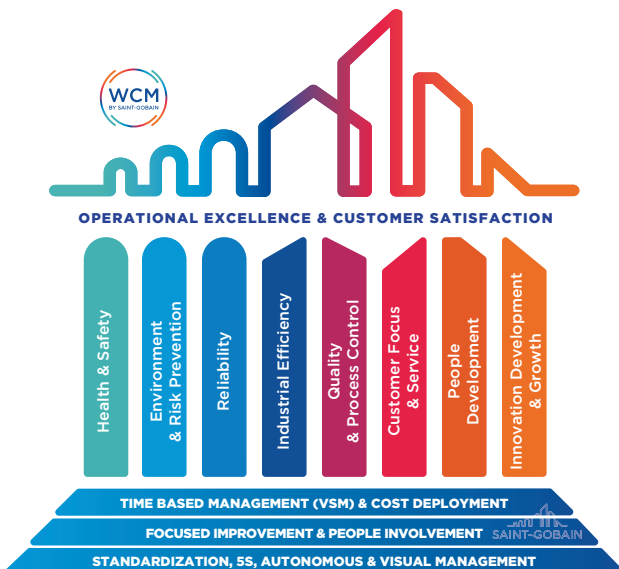 WCM
BY SAINT-GOBAIN
OPERATIONAL EXCELLENCE & CUSTOMER SATISFACTION
Health & Safety
Environment
& Risk Prevention
Reliability
Industrial Efficiency
Quality
& Process Control
Customer Focus
& Service
People
Development
Innovation Development
& Growth
TIME BASED MANAGEMENT (VSM) & COST DEPLOYMENT
FOCUSED IMPROVEMENT & PEOPLE INVOLVEMENT
SAINT-GOBAIN
STANDARDIZATION, 5S, AUTONOMOUS & VISUAL MANAGEMENT